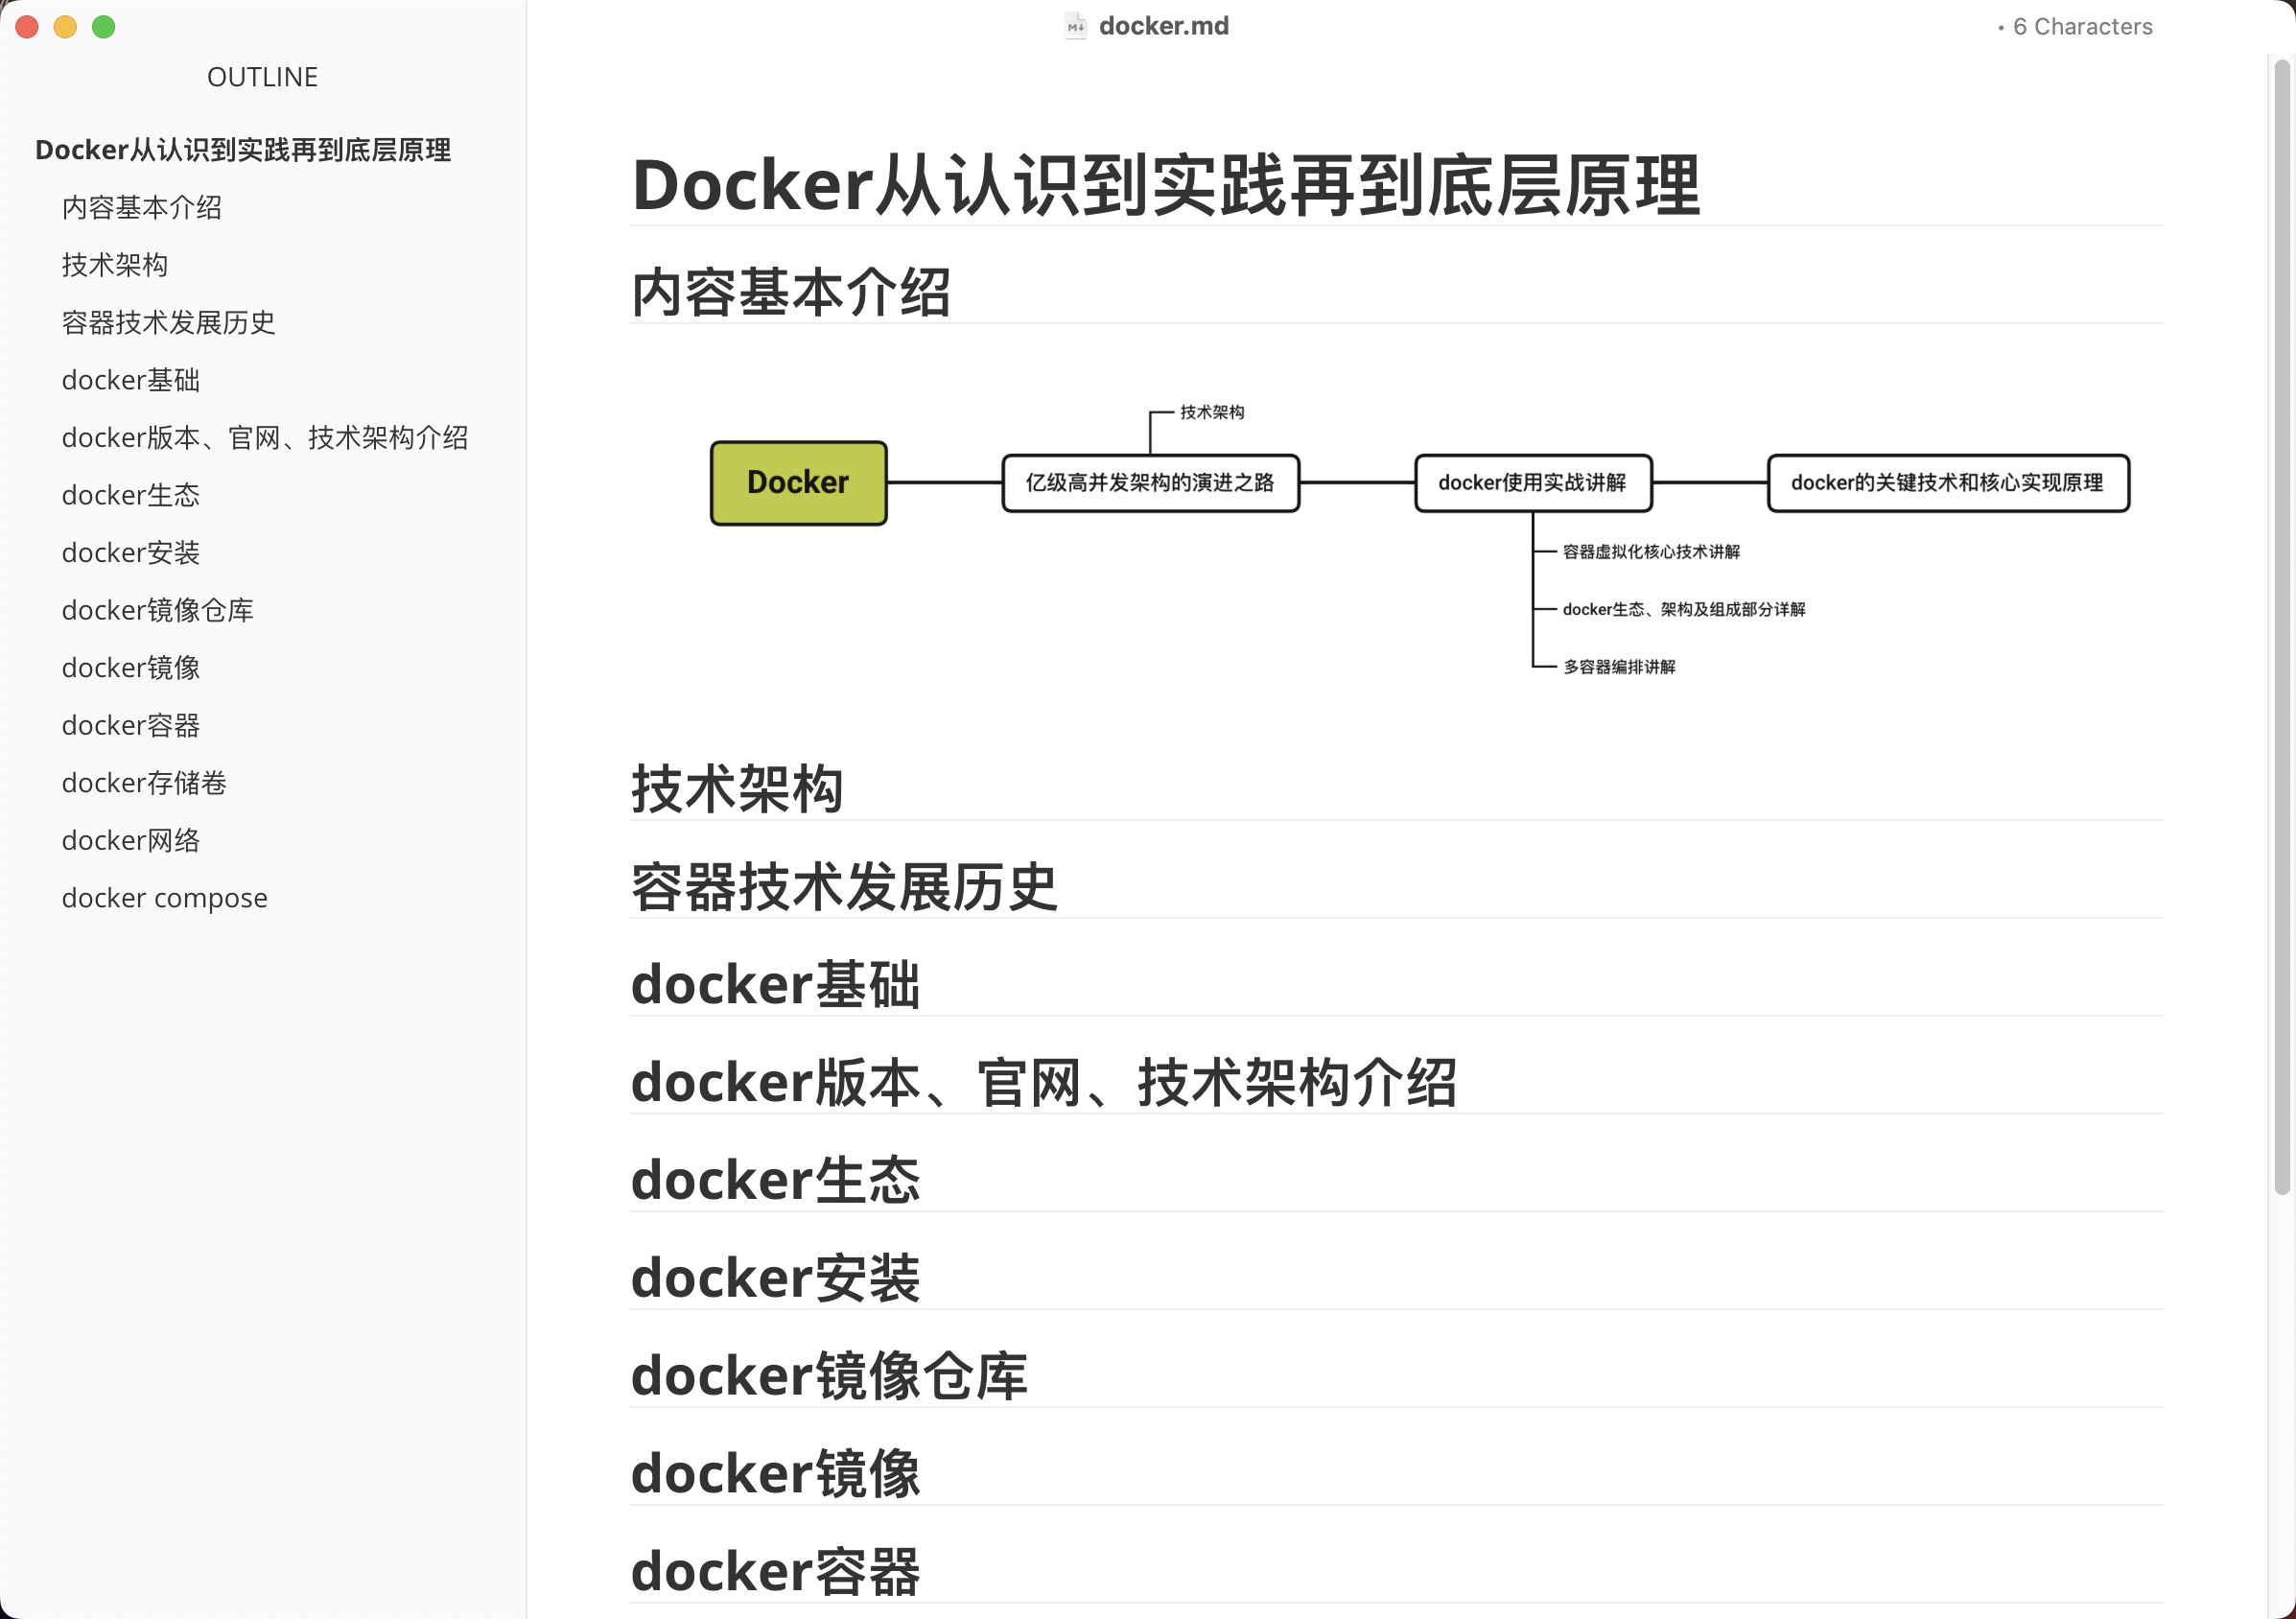 docker.md
• 6 Characters
OUTLINE
Docker从认识到实践再到底层原理
内容基本介绍
技术架构
容器技术发展历史
docker基础
docker版本、官网、技术架构介绍
docker生态
docker安装
docker镜像仓库
docker镜像
docker容器
docker存储卷
docker网络
docker compose
Docker从认识到实践再到底层原理
内容基本介绍
技术架构
Docker
亿级高并发架构的演进之路
docker使用实战讲解
docker的关键技术和核心实现原理
容器虚拟化核心技术讲解
docker生态、架构及组成部分详解
多容器编排讲解
技术架构
容器技术发展历史
docker基础
docker版本、官网、技术架构介绍
docker生态
docker安装
docker镜像仓库
docker镜像
docker容器